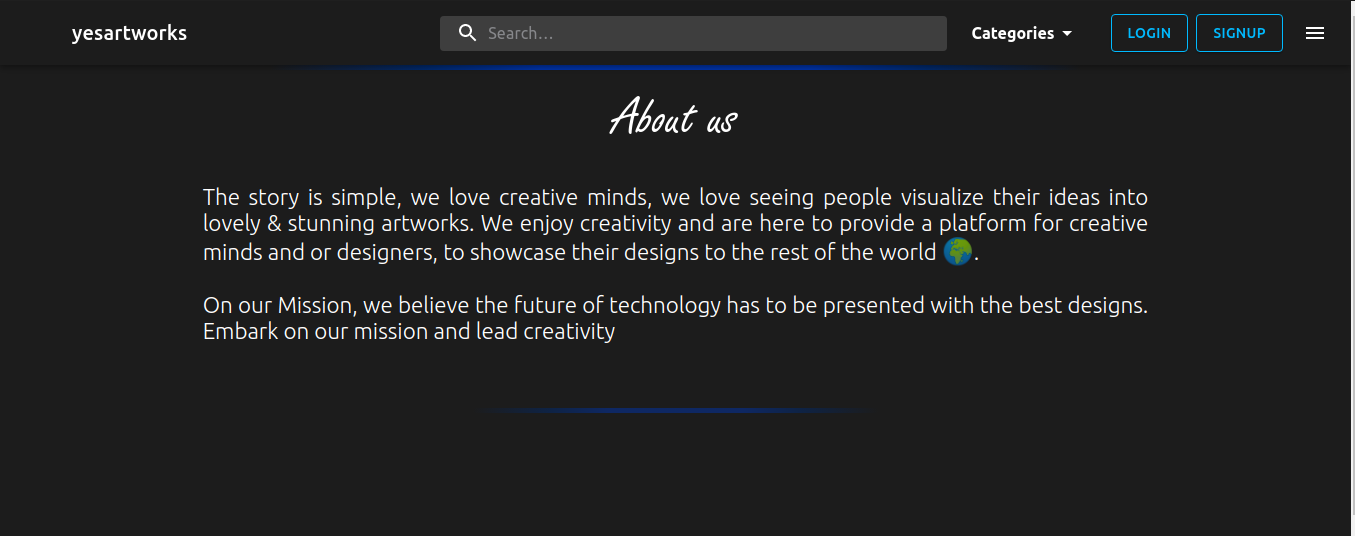 yesartworks
Search...
Categories
LOGIN
SIGNUP
About us
The story is simple, we love creative minds, we love seeing people visualize their ideas into
lovely & stunning artworks. We enjoy creativity and are here to provide a platform for creative
minds and or designers, to showcase their designs to the rest of the world 🌍.
On our Mission, we believe the future of technology has to be presented with the best designs.
Embark on our mission and lead creativity